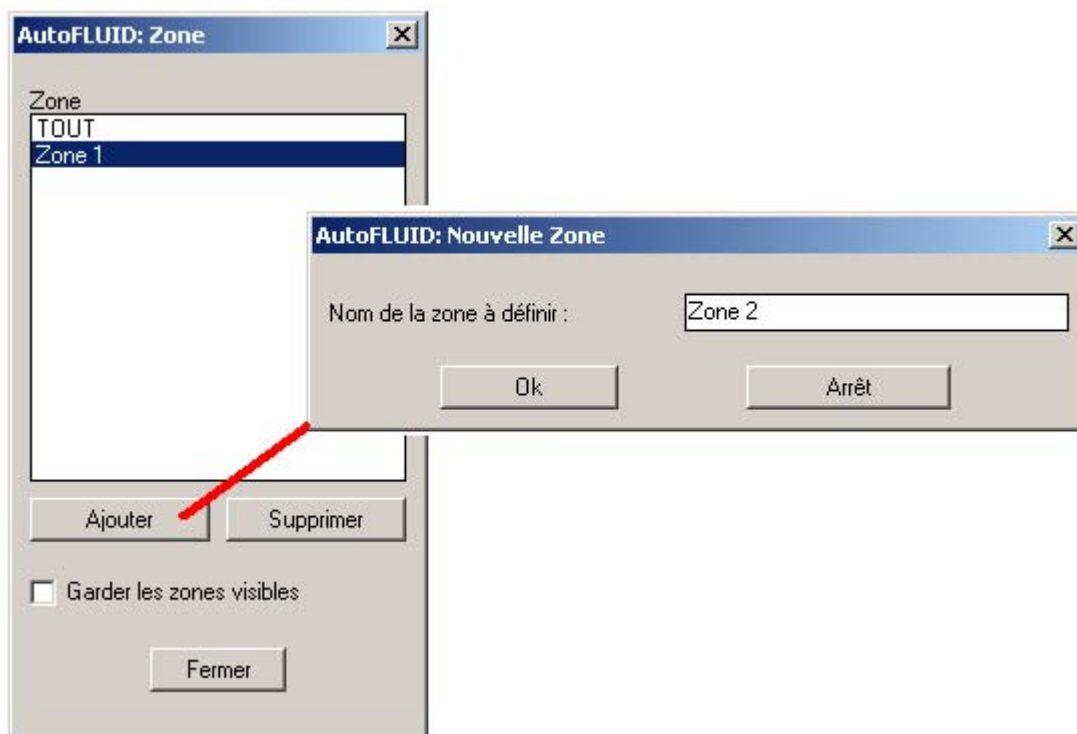 AutoFLUID: Zone
Zone
TOUT
Zone 1
AutoFLUID: Nouvelle Zone
Nom de la zone à définir :
Zone 2
Ok
Arrêt
Ajouter
Supprimer
Garder les zones visibles
Fermer